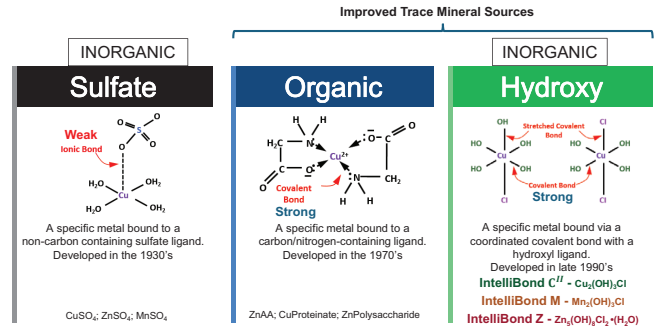 Improved Trace Mineral Sources
INORGANIC
Sulfate
O
S
O
O
O
Weak
Ionic Bond
H₂O
OH₂
Cu
H₂O
OH₂
A specific metal bound to a
non-carbon containing sulfate ligand.
Developed in the 1930's
CuSO₄; ZnSO₄; MnSO₄
Organic
H H
H₂C N
O C
O
Cu²⁺
O C O
CH₂
N
H H
Covalent
Bond
Strong
A specific metal bound to a
carbon/nitrogen-containing ligand.
Developed in the 1970's
ZnAA; CuProteinate; ZnPolysaccharide
INORGANIC
Hydroxy
OH Cl
Stretched Covalent
Bond
HO OH HO OH
Cu Cu
HO OH HO OH
Covalent
Bond
Cl Cl
Strong
A specific metal bound via a
coordinated covalent bond with a
hydroxyl ligand.
Developed in late 1990's
IntelliBond Cᴵᴵ - Cu₂(OH)₃Cl
IntelliBond M - Mn₂(OH)₃Cl
IntelliBond Z - Zn₅(OH)₈Cl₂•(H₂O)